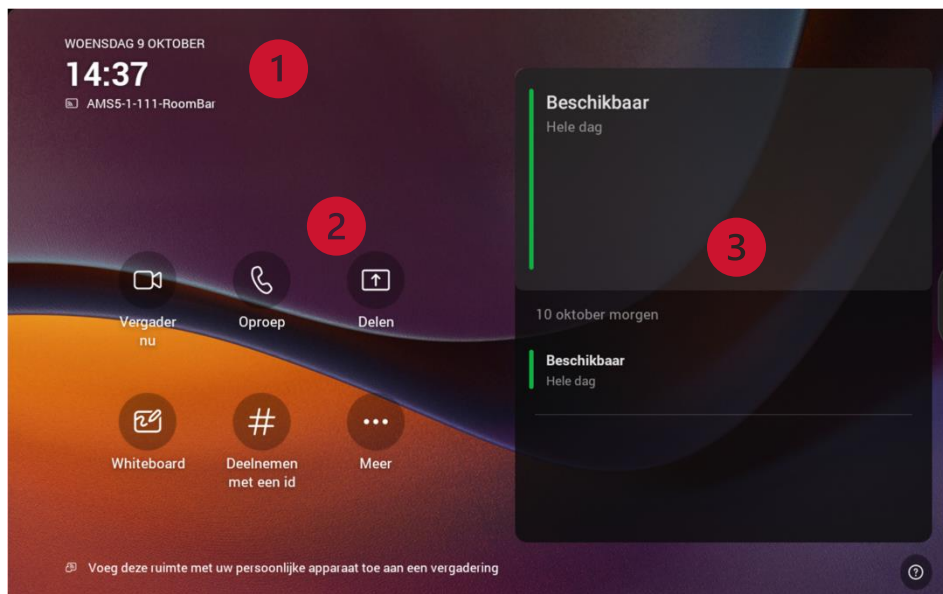 WOENSDAG 9 OKTOBER
14:37
AMS5-1-111-RoomBar
1
2
Vergader
nu
Oproep
Delen
Whiteboard
Deelnemen
met een id
Meer
Voeg deze ruimte met uw persoonlijke apparaat toe aan een vergadering
Beschikbaar
Hele dag
3
10 oktober morgen
Beschikbaar
Hele dag